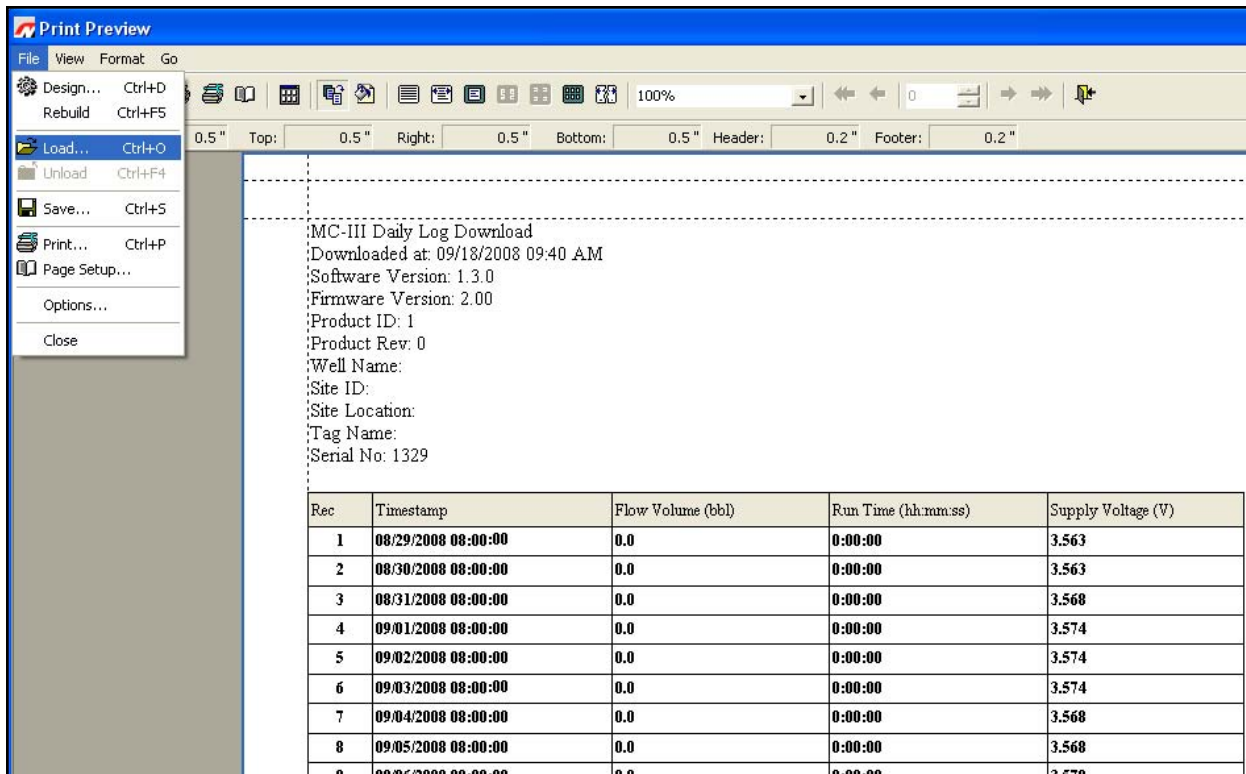 Print Preview
File View Format Go
Design... Ctrl+D
Rebuild Ctrl+F5
Load... Ctrl+O
Unload Ctrl+F4
Save... Ctrl+S
Print... Ctrl+P
Page Setup...
Options...
Close
100% 0
0.5 " Top: 0.5 " Right: 0.5 " Bottom: 0.5 " Header: 0.2 " Footer: 0.2 "
MC-III Daily Log Download
Downloaded at: 09/18/2008 09:40 AM
Software Version: 1.3.0
Firmware Version: 2.00
Product ID: 1
Product Rev: 0
Well Name:
Site ID:
Site Location:
Tag Name:
Serial No: 1329
Rec Timestamp Flow Volume (bbl) Run Time (hh:mm:ss) Supply Voltage (V)
1 08/29/2008 08:00:00 0.0 0:00:00 3.563
2 08/30/2008 08:00:00 0.0 0:00:00 3.563
3 08/31/2008 08:00:00 0.0 0:00:00 3.568
4 09/01/2008 08:00:00 0.0 0:00:00 3.574
5 09/02/2008 08:00:00 0.0 0:00:00 3.574
6 09/03/2008 08:00:00 0.0 0:00:00 3.574
7 09/04/2008 08:00:00 0.0 0:00:00 3.568
8 09/05/2008 08:00:00 0.0 0:00:00 3.568